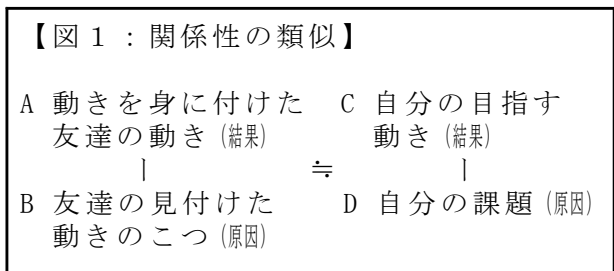 【図1：関係性の類似】
A 動きを身に付けた C 自分の目指す
友達の動き(結果) 動き(結果)
| ≒ |
B 友達の見付けた D 自分の課題(原因)
動きのこつ(原因)